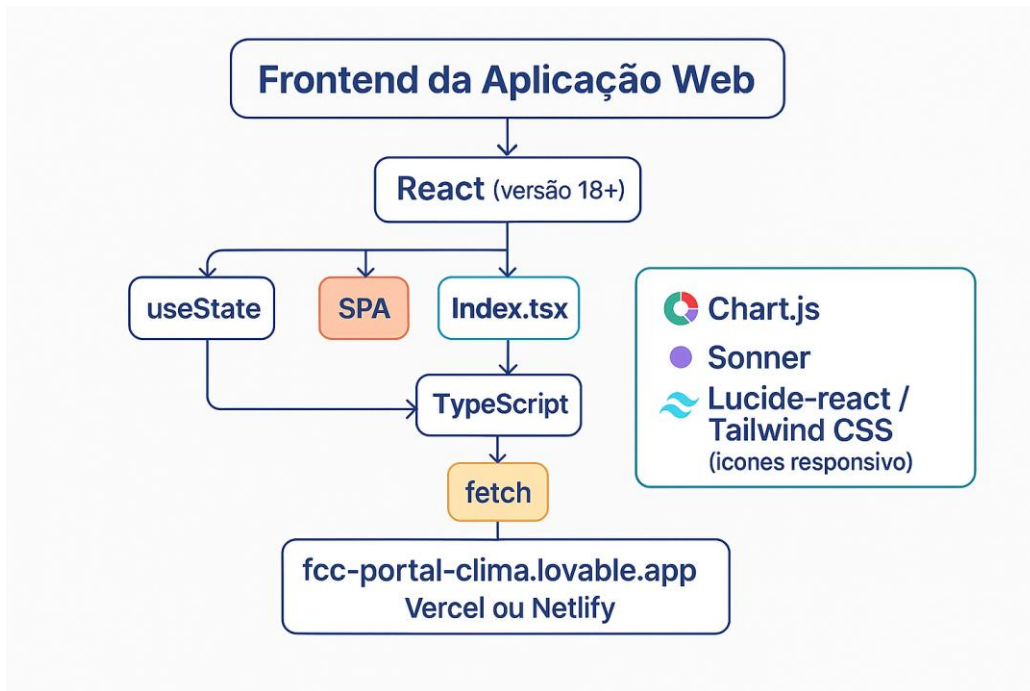 Frontend da Aplicação Web
React (versão 18+)
useState
SPA
Index.tsx
TypeScript
fetch
fcc-portal-clima.lovable.app
Vercel ou Netlify
Chart.js
Sonner
Lucide-react /
Tailwind CSS
(icones responsivo)